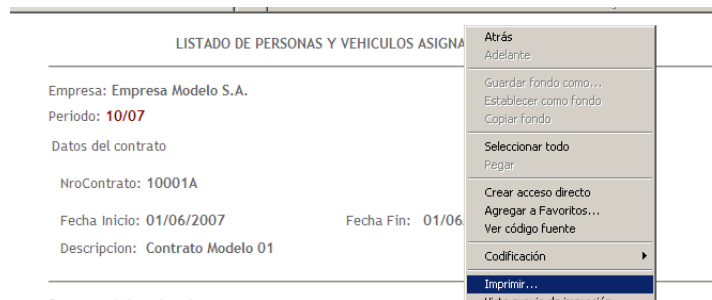 LISTADO DE PERSONAS Y VEHICULOS
Empresa: Empresa Modelo S.A.
Periodo: 10/07
Datos del contrato
NroContrato: 10001A
Fecha Inicio: 01/06/2007 Fecha Fin: 01/06
Descripcion: Contrato Modelo 01
Atrás
Adelante
Guardar fondo como...
Establecer como fondo
Copiar fondo
Seleccionar todo
Pegar
Crear acceso directo
Agregar a Favoritos...
Ver código fuente
Codificación
Imprimir...